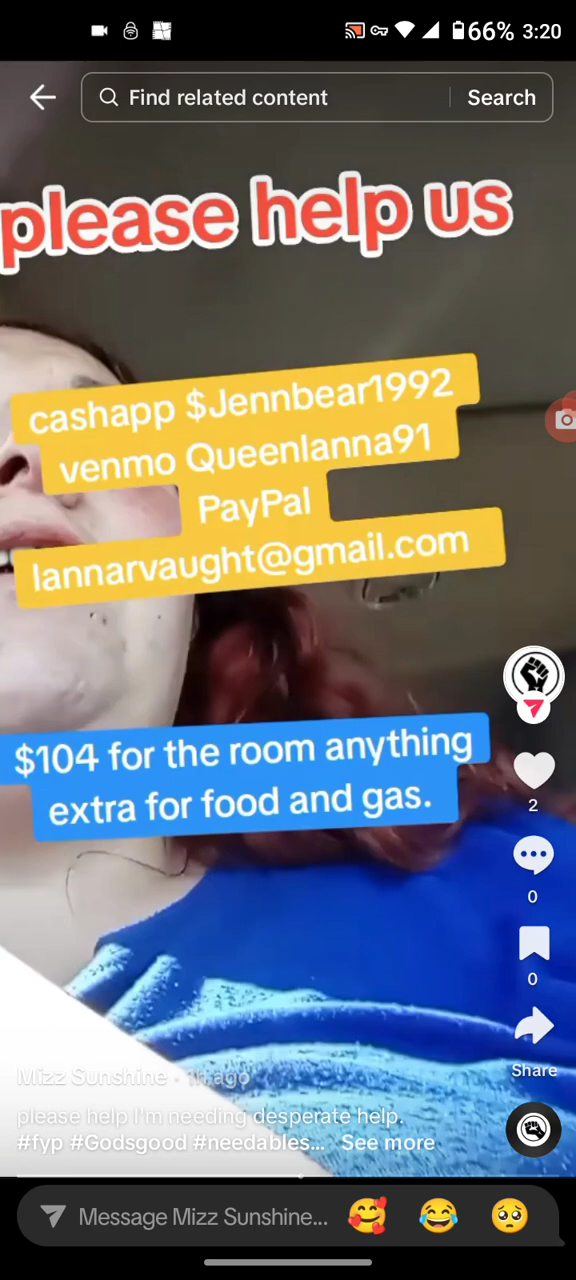 66% 3:20
Find related content
Search
please help us
cashapp $Jennbear1992
venmo Queenlanna91
PayPal
lannarvaught@gmail.com
$104 for the room anything
extra for food and gas.
2
0
0
Share
Mizz Sunshine · 1h ago
please help I'm needing desperate help.
#fyp #Godsgood #needables... See more
Message Mizz Sunshine...